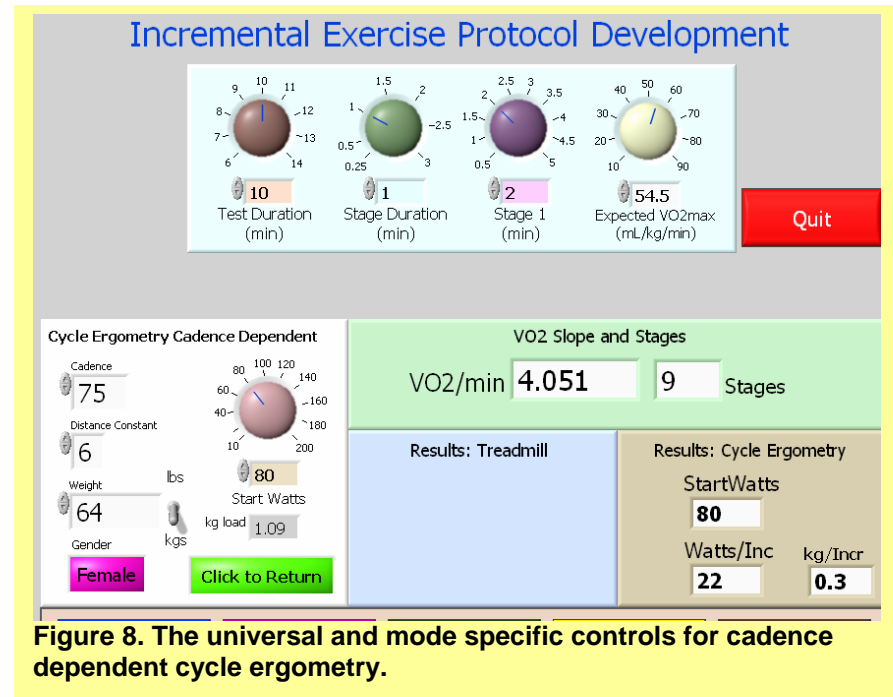 Incremental Exercise Protocol Development
6 7 8 9 10 11 12 13 14
10
Test Duration
(min)
0.25 0.5 1 1.5 2 2.5 3
1
Stage Duration
(min)
0.5 1 1.5 2 2.5 3 3.5 4 4.5 5
2
Stage 1
(min)
10 20 30 40 50 60 70 80 90
54.5
Expected VO2max
(mL/kg/min)
Quit
Cycle Ergometry Cadence Dependent
Cadence
75
Distance Constant
6
Weight
64
lbs
kgs
Gender
Female
10 40 60 80 100 120 140 160 180 200
80
Start Watts
kg load 1.09
Click to Return
VO2 Slope and Stages
VO2/min 4.051 9 Stages
Results: Treadmill
Results: Cycle Ergometry
StartWatts
80
Watts/Inc kg/Incr
22 0.3
Figure 8. The universal and mode specific controls for cadence
dependent cycle ergometry.